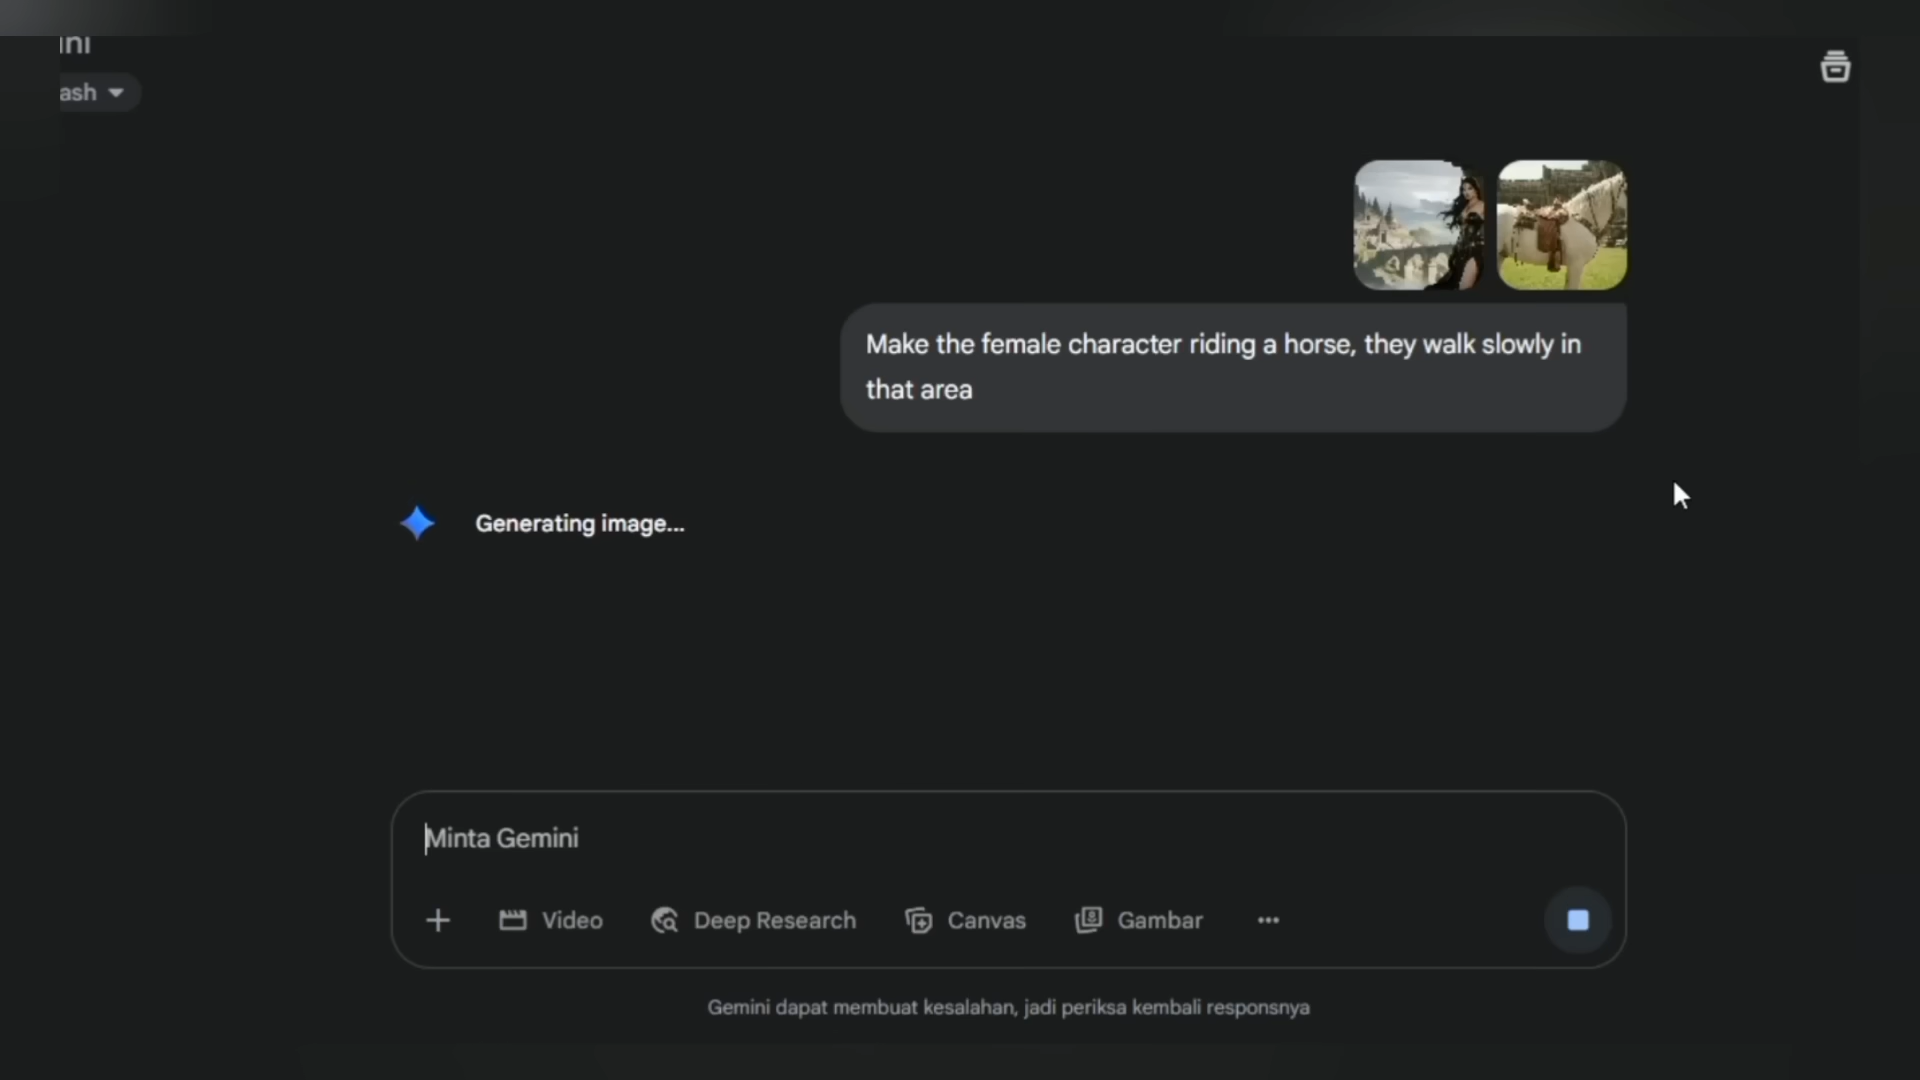 ini
ash
Make the female character riding a horse, they walk slowly in
that area
Generating image...
Minta Gemini
Video
Deep Research
Canvas
Gambar
Gemini dapat membuat kesalahan, jadi periksa kembali responsnya